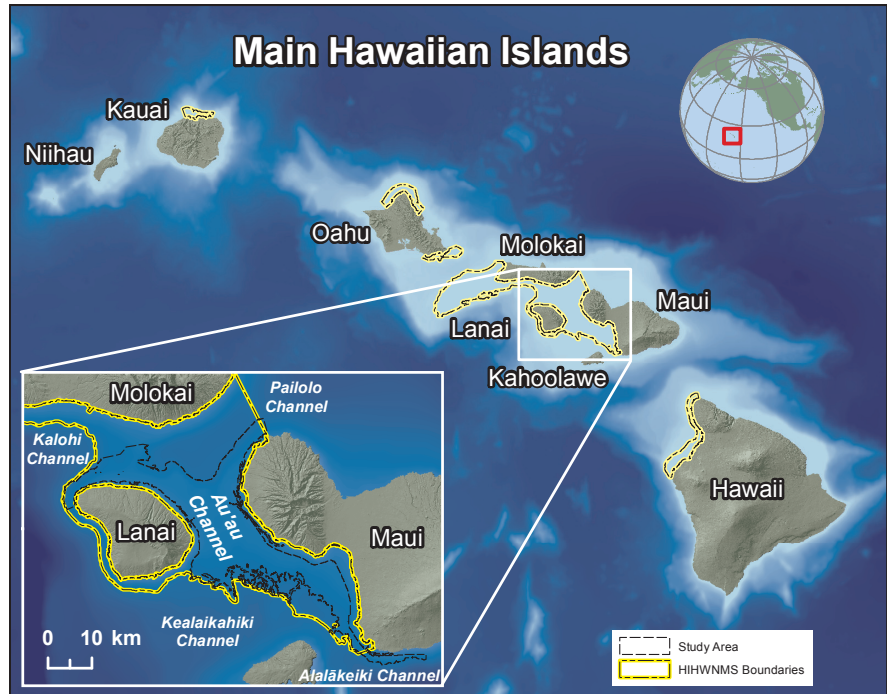 Main Hawaiian Islands
Kauai
Niihau
Oahu
Molokai
Maui
Lanai
Kahoolawe
Hawaii
Molokai
Pailolo
Channel
Kalohi
Channel
Au'au
Channel
Lanai
Maui
Kealaikahiki
Channel
0 10 km
Alalākeiki Channel
Study Area
HIHWNMS Boundaries